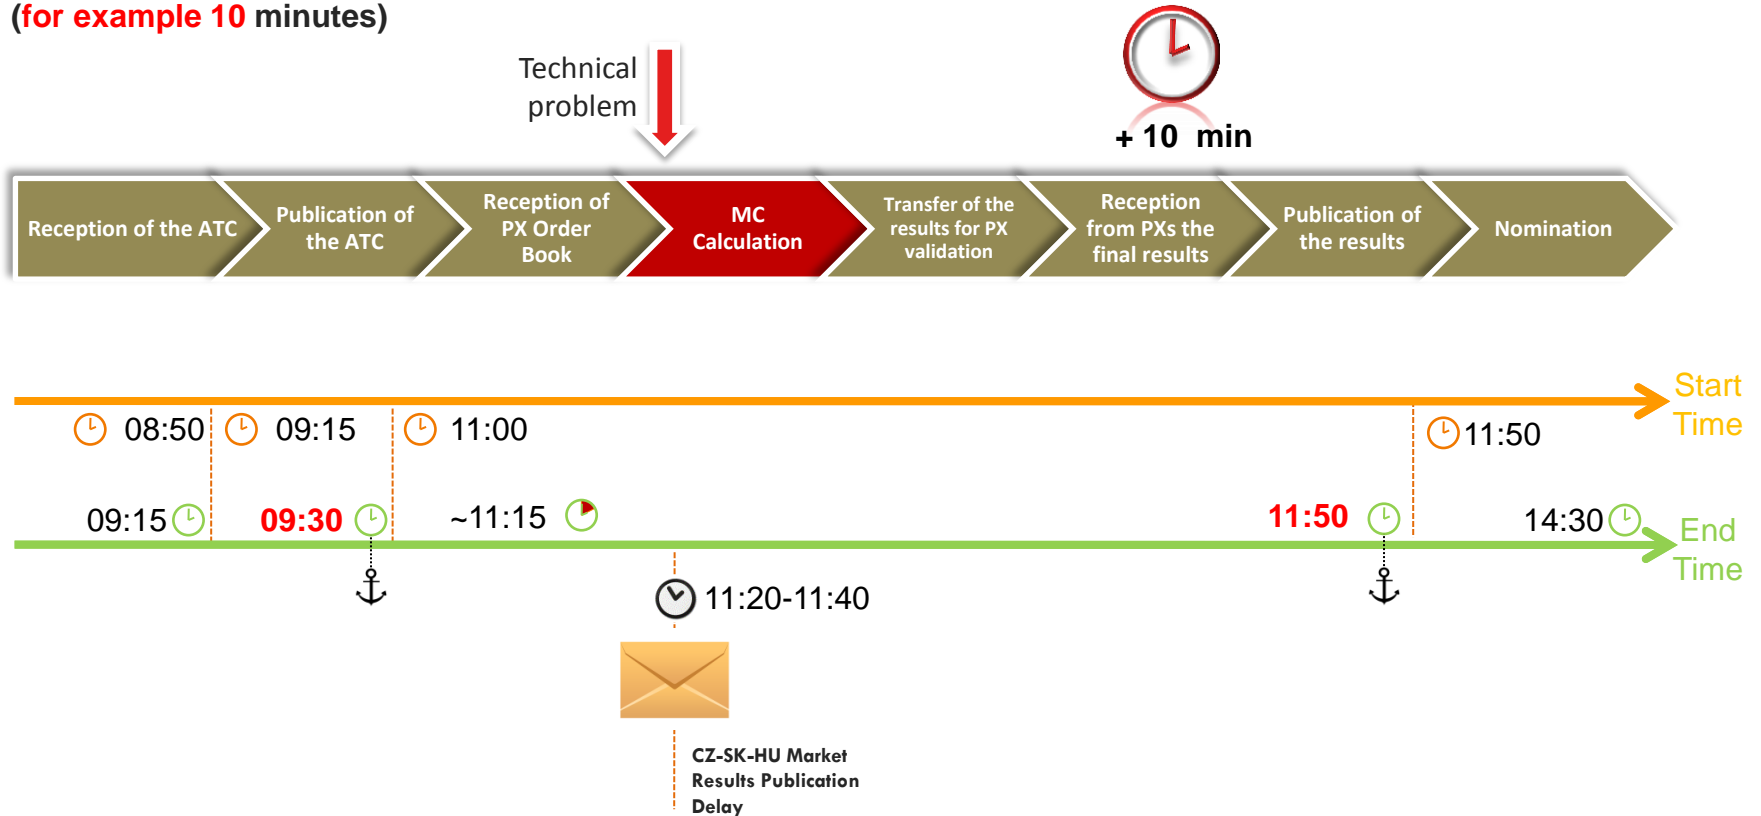 (for example 10 minutes)
Technical
problem
+ 10 min
Reception of the ATC
Publication of
the ATC
Reception of
PX Order
Book
MC
Calculation
Transfer of the
results for PX
validation
Reception
from PXs the
final results
Publication of
the results
Nomination
Start
Time
08:50
09:15
11:00
11:50
09:15
09:30
~11:15
11:50
14:30
End
Time
11:20-11:40
CZ-SK-HU Market
Results Publication
Delay